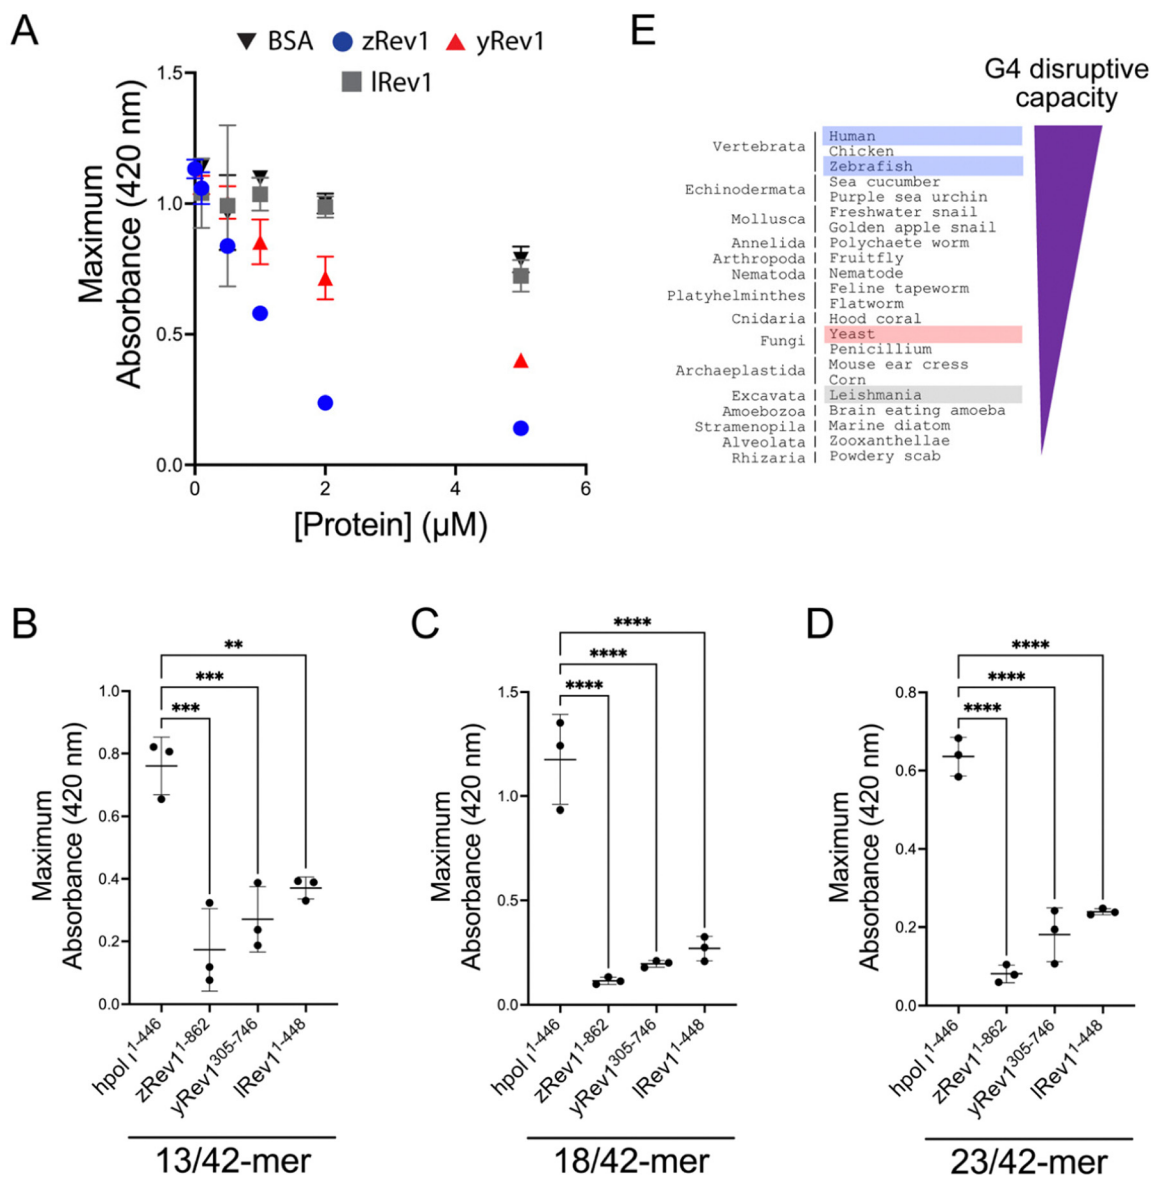 A
BSA zRev1 yRev1
lRev1
Maximum
Absorbance (420 nm)
1.5
1.0
0.5
0.0
0 2 4 6
[Protein] (µM)
E
G4 disruptive
capacity
Vertebrata
Human
Chicken
Zebrafish
Echinodermata
Sea cucumber
Purple sea urchin
Mollusca
Freshwater snail
Golden apple snail
Annelida Polychaete worm
Arthropoda Fruitfly
Nematoda Nematode
Platyhelminthes
Feline tapeworm
Flatworm
Cnidaria Hood coral
Fungi
Yeast
Penicillium
Archaeplastida
Mouse ear cress
Corn
Excavata Leishmania
Amoebozoa Brain eating amoeba
Stramenopila Marine diatom
Alveolata Zooxanthellae
Rhizaria Powdery scab
B
**
***
***
Maximum
Absorbance (420 nm)
1.0
0.8
0.6
0.4
0.2
0.0
hpol ι1-446
zRev11-862
yRev1305-746
lRev11-448
13/42-mer
C
****
****
****
Maximum
Absorbance (420 nm)
1.5
1.0
0.5
0.0
hpol ι1-446
zRev11-862
yRev1305-746
lRev11-448
18/42-mer
D
****
****
****
Maximum
Absorbance (420 nm)
0.8
0.6
0.4
0.2
0.0
hpol ι1-446
zRev11-862
yRev1305-746
lRev11-448
23/42-mer